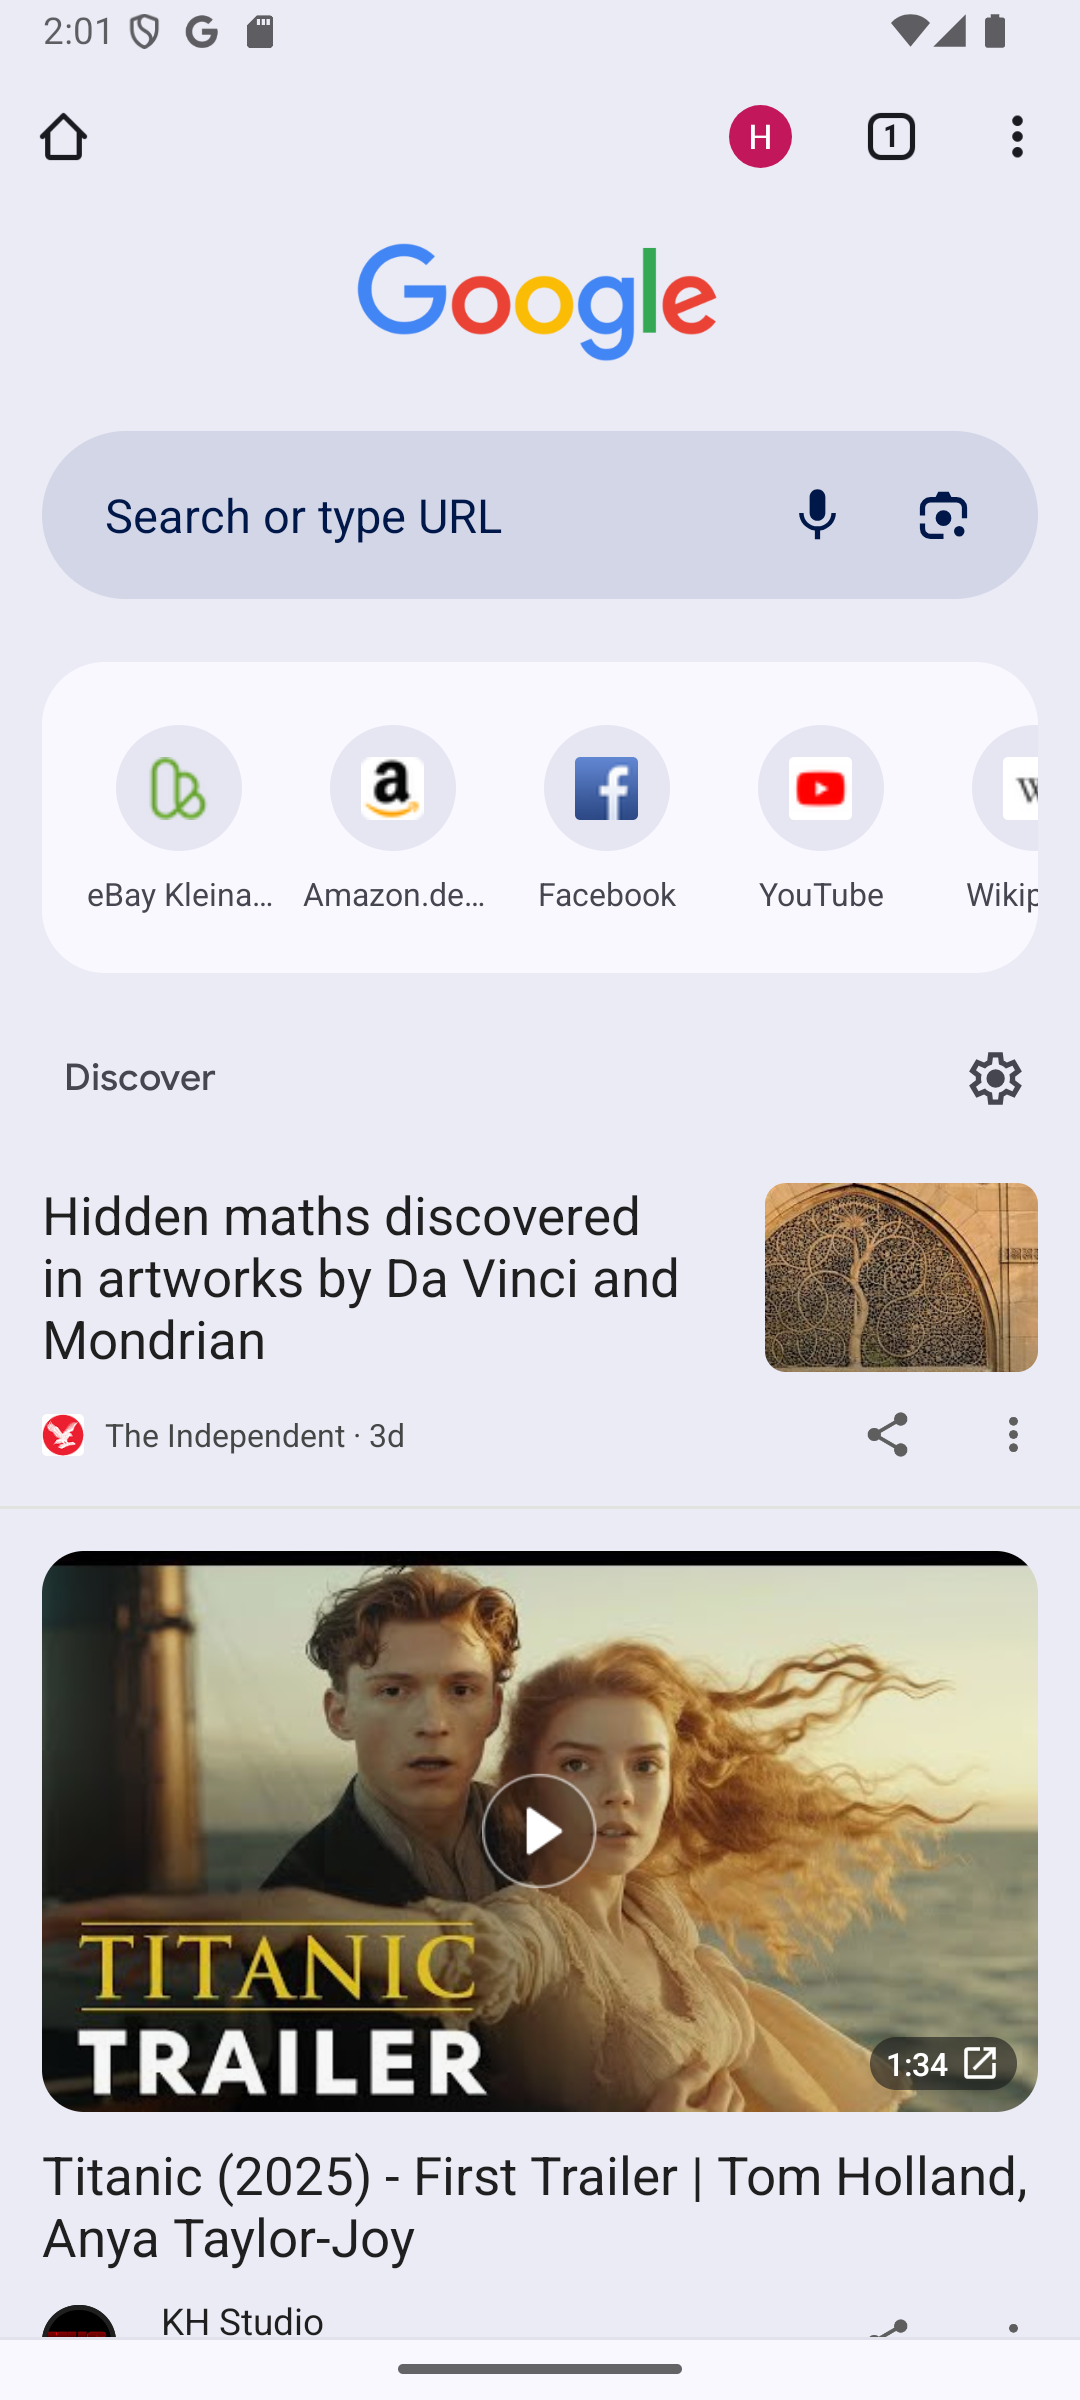 2:01
H
1
Google
Search or type URL
eBay Kleina...
Amazon.de...
Facebook
YouTube
Wikip
Discover
Hidden maths discovered
in artworks by Da Vinci and
Mondrian
The Independent · 3d
TITANIC
TRAILER
1:34
Titanic (2025) - First Trailer | Tom Holland,
Anya Taylor-Joy
KH Studio